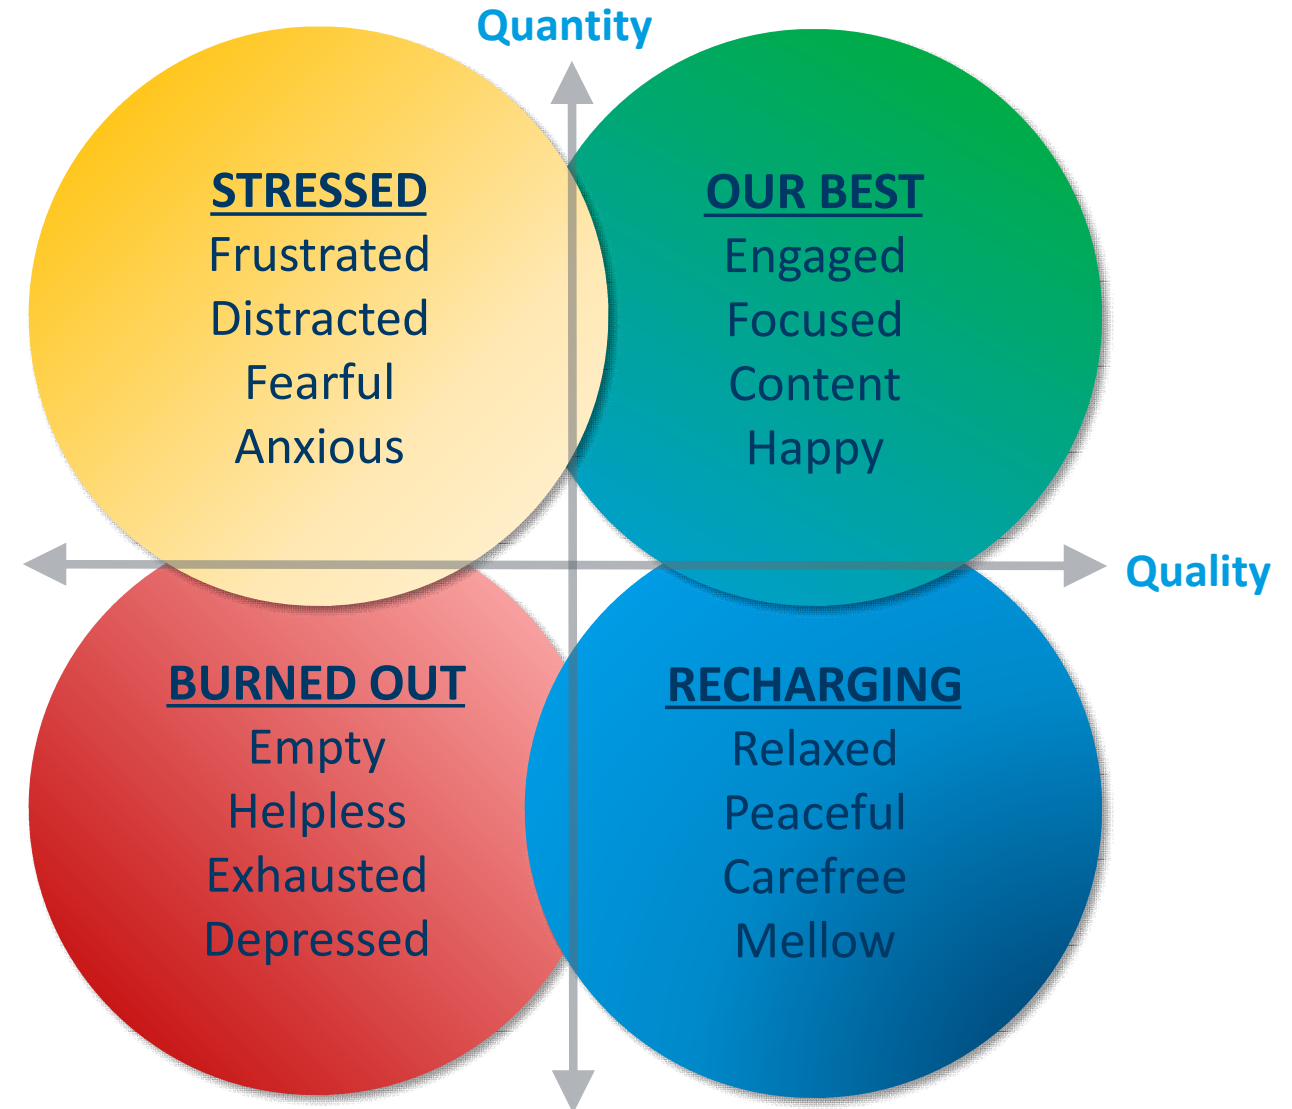 Quantity
STRESSED
Frustrated
Distracted
Fearful
Anxious
OUR BEST
Engaged
Focused
Content
Happy
Quality
BURNED OUT
Empty
Helpless
Exhausted
Depressed
RECHARGING
Relaxed
Peaceful
Carefree
Mellow